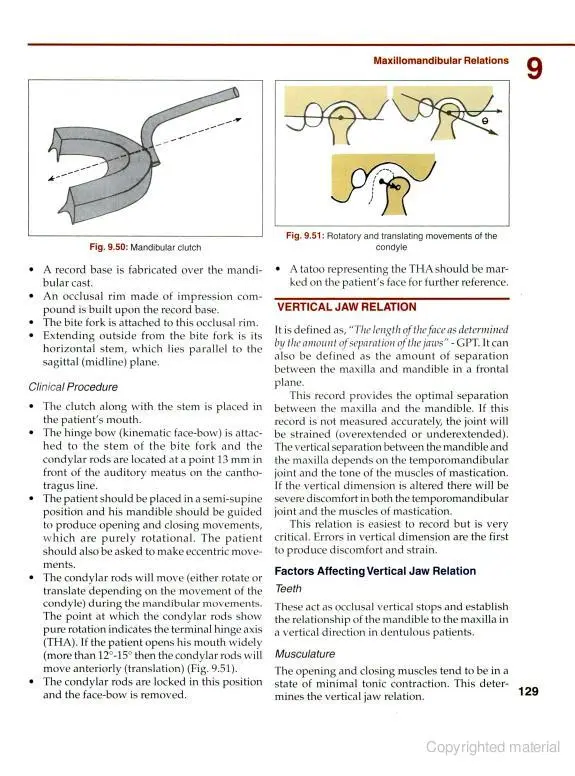 Maxillomandibular Relations
9
Fig. 9.50: Mandibular clutch
• A record base is fabricated over the mandi-
bular cast.
• An occlusal rim made of impression com-
pound is built upon the record base.
• The bite fork is attached to this occlusal rim.
• Extending outside from the bite fork is its
horizontal stem, which lies parallel to the
sagittal (midline) plane.
Clinical Procedure
• The clutch along with the stem is placed in
the patient's mouth.
• The hinge bow (kinematic face-bow) is attac-
hed to the stem of the bite fork and the
condylar rods are located at a point 13 mm in
front of the auditory meatus on the cantho-
tragus line.
• The patient should be placed in a semi-supine
position and his mandible should be guided
to produce opening and closing movements,
which are purely rotational. The patient
should also be asked to make eccentric move-
ments.
• The condylar rods will move (either rotate or
translate depending on the movement of the
condyle) during the mandibular movements.
The point at which the condylar rods show
pure rotation indicates the terminal hinge axis
(THA). If the patient opens his mouth widely
(more than 12°-15° then the condylar rods will
move anteriorly (translation) (Fig. 9.51).
• The condylar rods are locked in this position
and the face-bow is removed.
θ
Fig. 9.51: Rotatory and translating movements of the
condyle
• A tatoo representing the THA should be mar-
ked on the patient's face for further reference.
VERTICAL JAW RELATION
It is defined as, "The length of the face as determined
by the amount of separation of the jaws" - GPT. It can
also be defined as the amount of separation
between the maxilla and mandible in a frontal
plane.
This record provides the optimal separation
between the maxilla and the mandible. If this
record is not measured accurately, the joint will
be strained (overextended or underextended).
The vertical separation between the mandible and
the maxilla depends on the temporomandibular
joint and the tone of the muscles of mastication.
If the vertical dimension is altered there will be
severe discomfort in both the temporomandibular
joint and the muscles of mastication.
This relation is easiest to record but is very
critical. Errors in vertical dimension are the first
to produce discomfort and strain.
Factors Affecting Vertical Jaw Relation
Teeth
These act as occlusal vertical stops and establish
the relationship of the mandible to the maxilla in
a vertical direction in dentulous patients.
Musculature
The opening and closing muscles tend to be in a
state of minimal tonic contraction. This deter-
mines the vertical jaw relation.
129
Copyrighted material